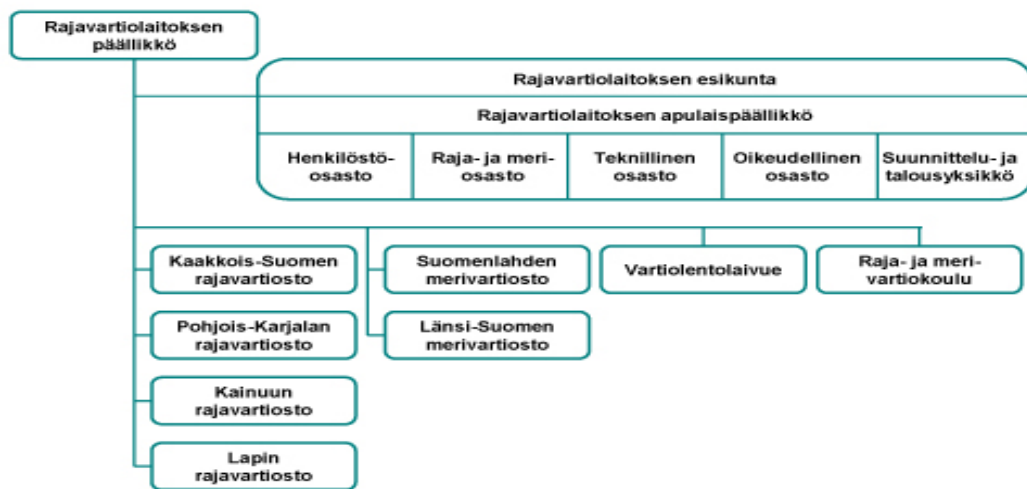 Rajavartiolaitoksen
päällikkö
Rajavartiolaitoksen esikunta
Rajavartiolaitoksen apulaispäällikkö
Henkilöstö-
osasto
Raja- ja meri-
osasto
Teknillinen
osasto
Oikeudellinen
osasto
Suunnittelu- ja
talousyksikkö
Kaakkois-Suomen
rajavartiosto
Suomenlahden
merivartiosto
Vartiolentolaivue
Raja- ja meri-
vartiokoulu
Pohjois-Karjalan
rajavartiosto
Länsi-Suomen
merivartiosto
Kainuun
rajavartiosto
Lapin
rajavartiosto